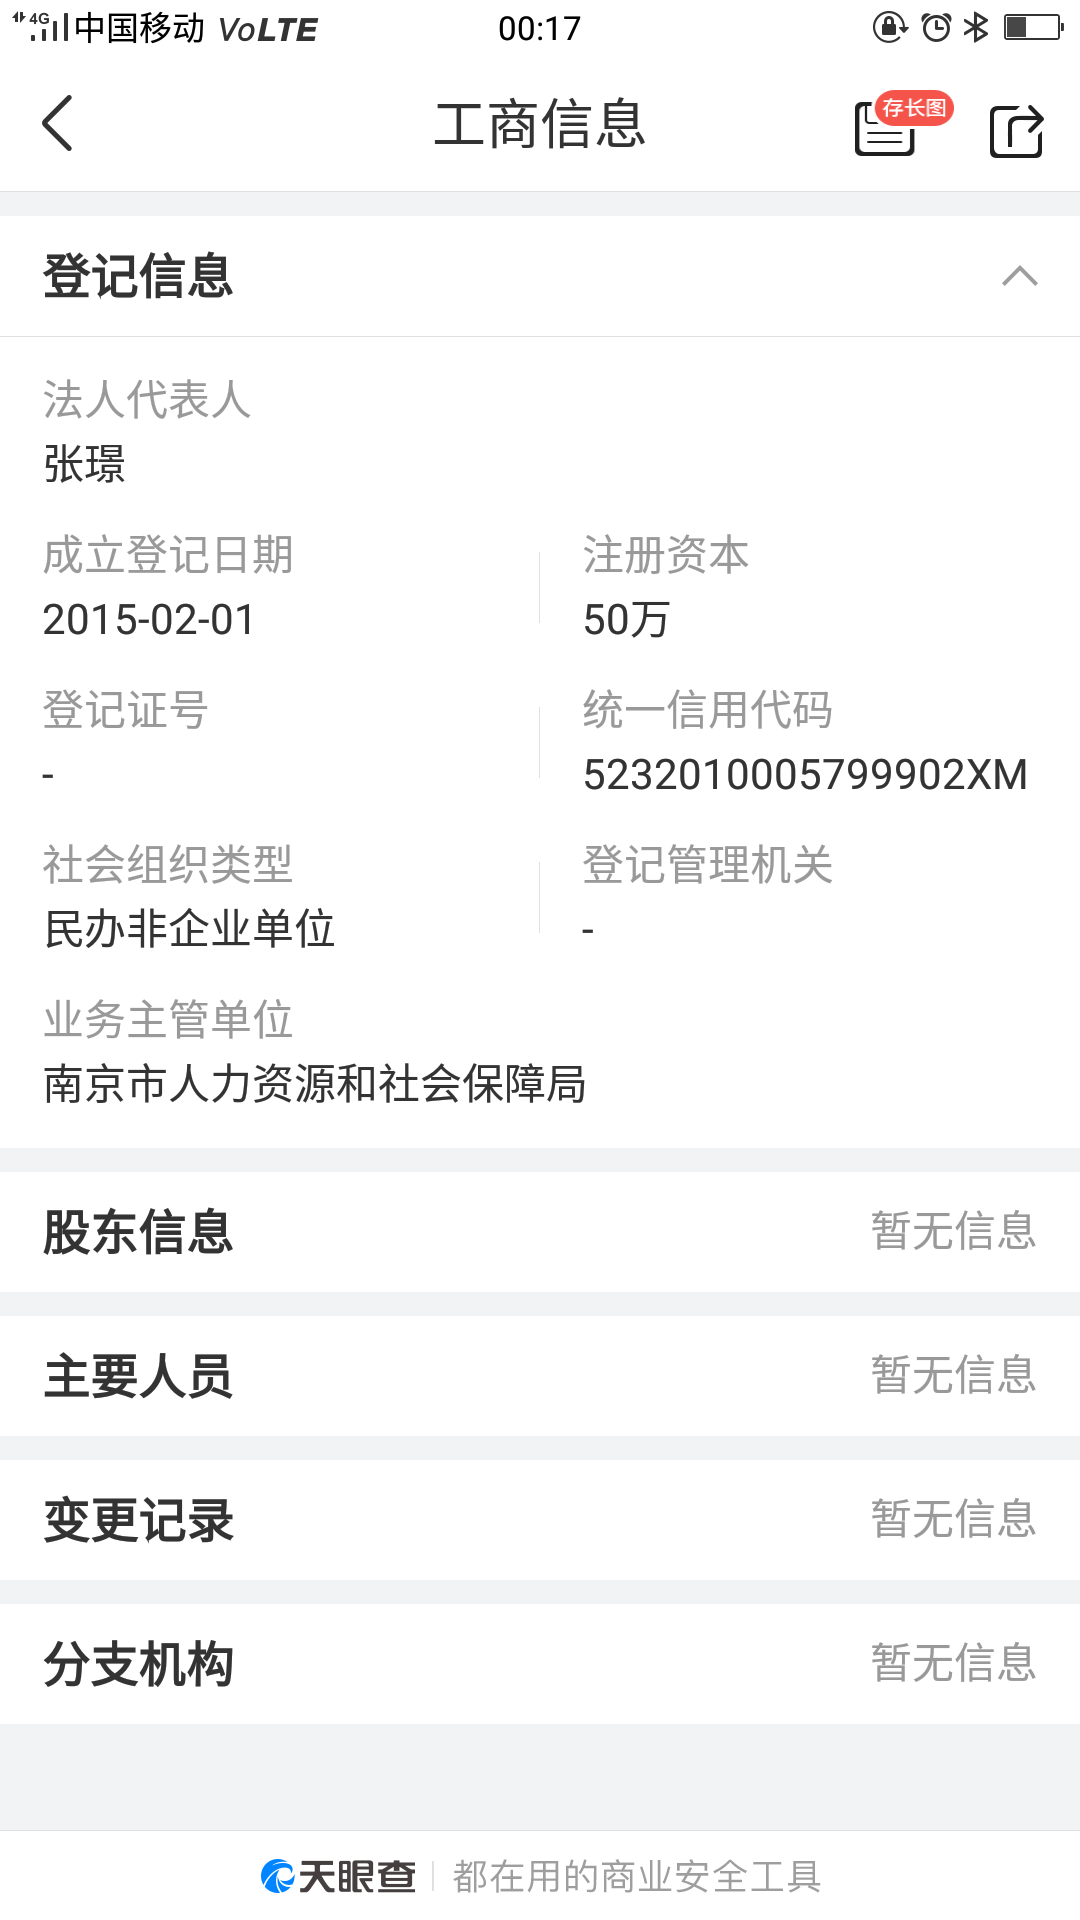 4G 中国移动 VoLTE 00:17
工商信息
存长图
登记信息
法人代表人
张璟
成立登记日期 注册资本
2015-02-01 50万
登记证号 统一信用代码
- 5232010005799902XM
社会组织类型 登记管理机关
民办非企业单位 -
业务主管单位
南京市人力资源和社会保障局
股东信息 暂无信息
主要人员 暂无信息
变更记录 暂无信息
分支机构 暂无信息
天眼查 都在用的商业安全工具